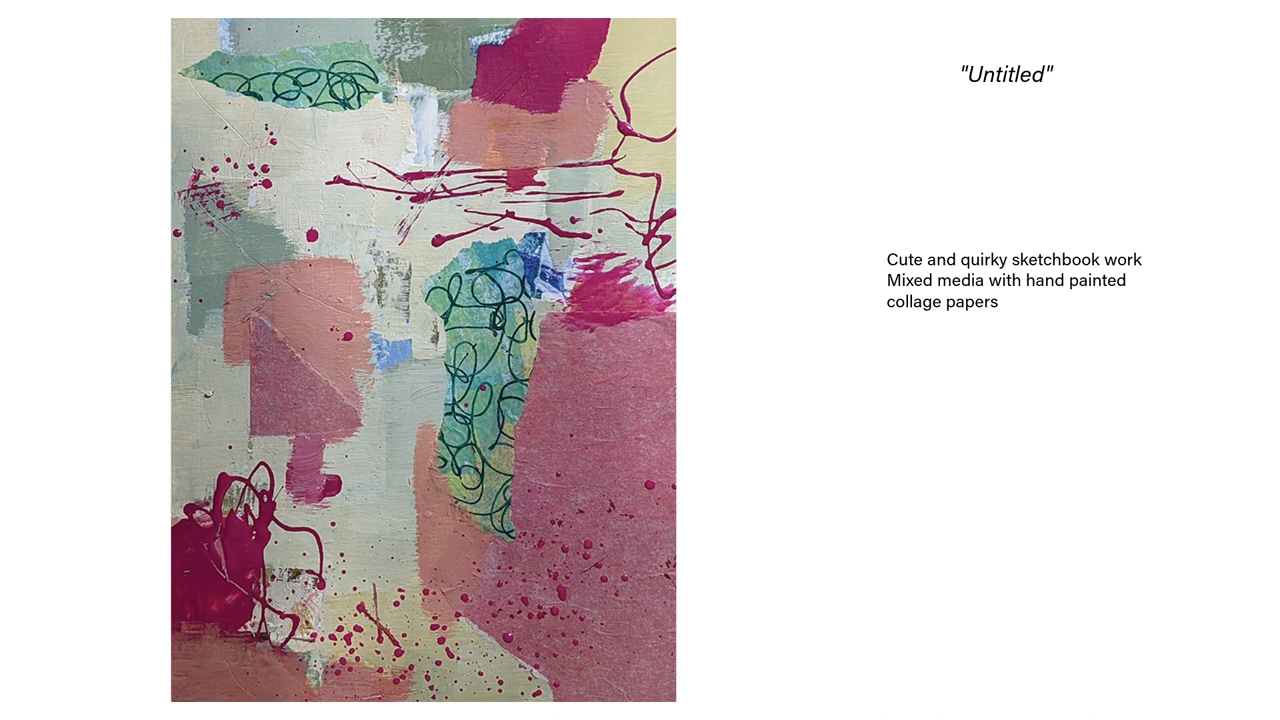 "Untitled"
Cute and quirky sketchbook work
Mixed media with hand painted
collage papers